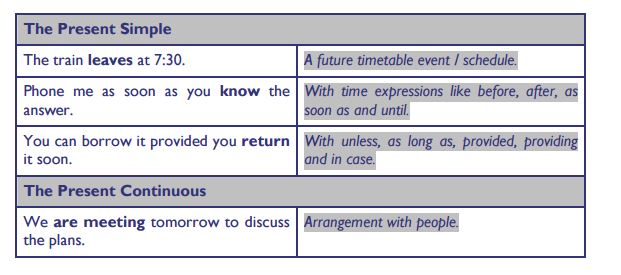 The Present Simple
The train leaves at 7:30.
A future timetable event / schedule.
Phone me as soon as you know the
answer.
With time expressions like before, after, as
soon as and until.
You can borrow it provided you return
it soon.
With unless, as long as, provided, providing
and in case.
The Present Continuous
We are meeting tomorrow to discuss
the plans.
Arrangement with people.